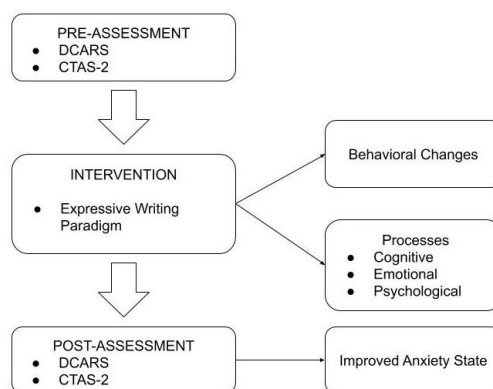 PRE-ASSESSMENT
● DCARS
● CTAS-2
INTERVENTION
● Expressive Writing
Paradigm
Behavioral Changes
Processes
● Cognitive
● Emotional
● Psychological
POST-ASSESSMENT
● DCARS
● CTAS-2
Improved Anxiety State